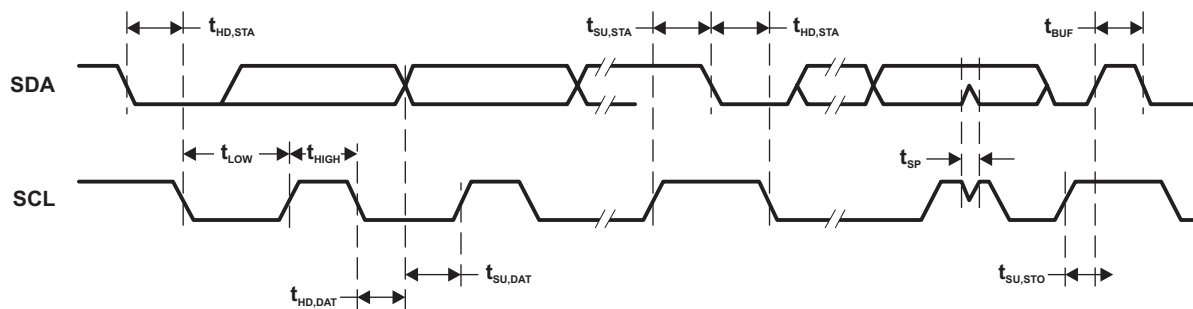 tHD,STA
tSU,STA
tHD,STA
tBUF
SDA
tLOW
tHIGH
tSP
SCL
tSU,DAT
tSU,STO
tHD,DAT